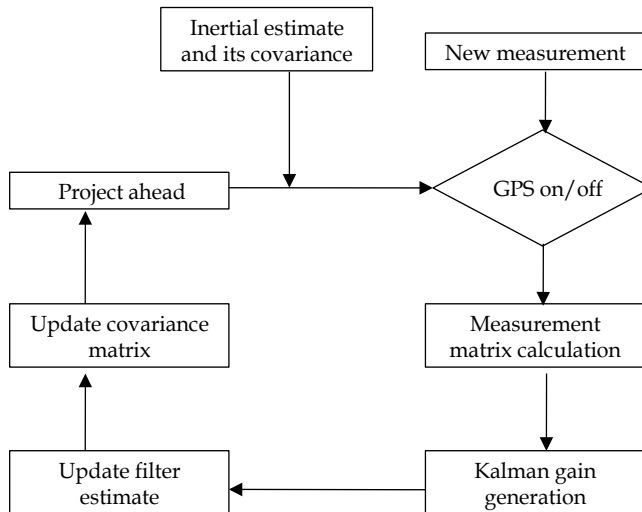 Inertial estimate
and its covariance
New measurement
Project ahead
GPS on/off
Update covariance
matrix
Measurement
matrix calculation
Update filter
estimate
Kalman gain
generation